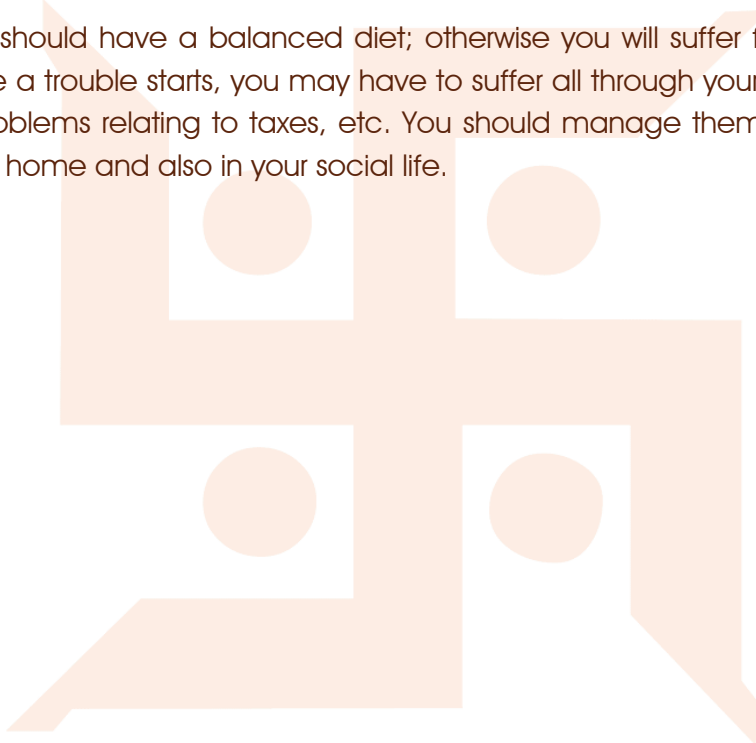 should have a balanced diet; otherwise you will suffer
a trouble starts, you may have to suffer all through your
relating to taxes, etc. You should manage them
home and also in your social life.